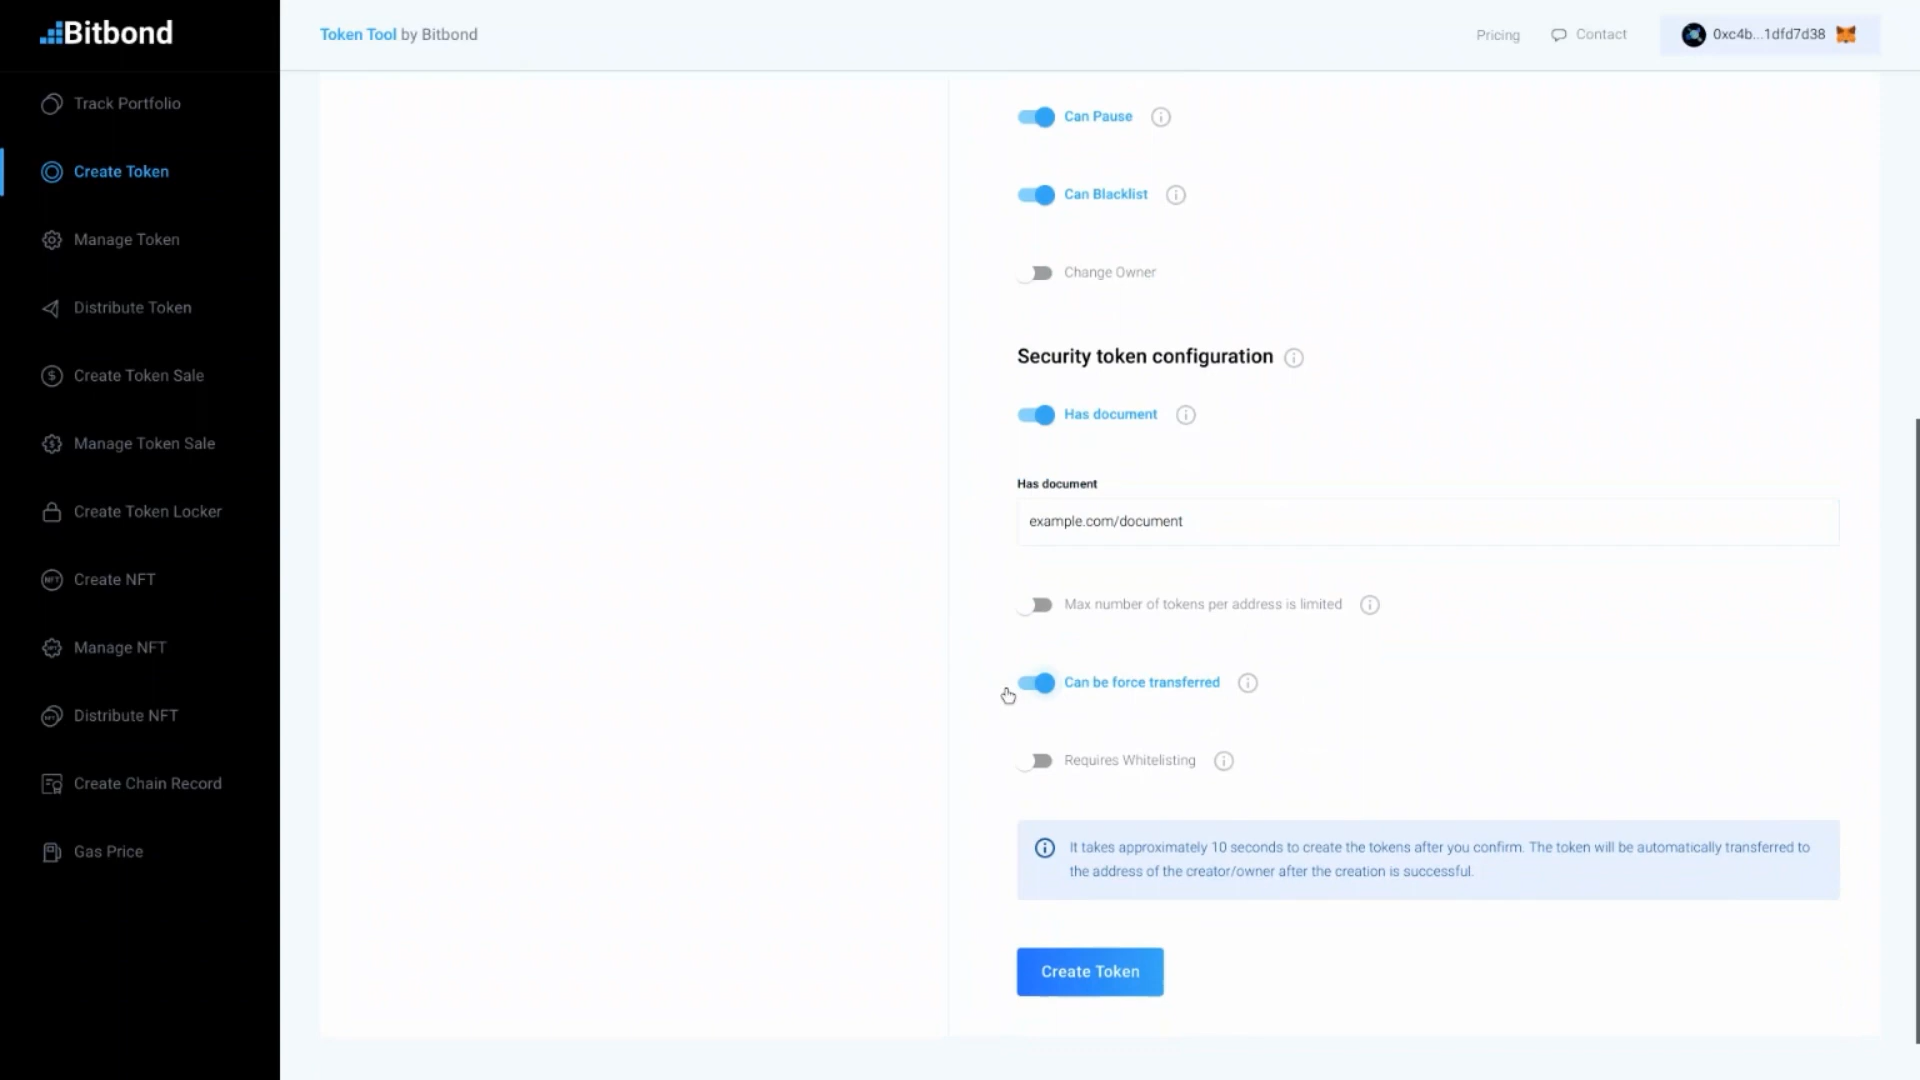 Bitbond
Token Tool by Bitbond
Pricing
Contact
0xc4b...1dfd7d38
Track Portfolio
Create Token
Manage Token
Distribute Token
Create Token Sale
Manage Token Sale
Create Token Locker
Create NFT
Manage NFT
Distribute NFT
Create Chain Record
Gas Price
Can Pause
Can Blacklist
Change Owner
Security token configuration
Has document
Has document
example.com/document
Max number of tokens per address is limited
Can be force transferred
Requires Whitelisting
It takes approximately 10 seconds to create the tokens after you confirm. The token will be automatically transferred to
the address of the creator/owner after the creation is successful.
Create Token